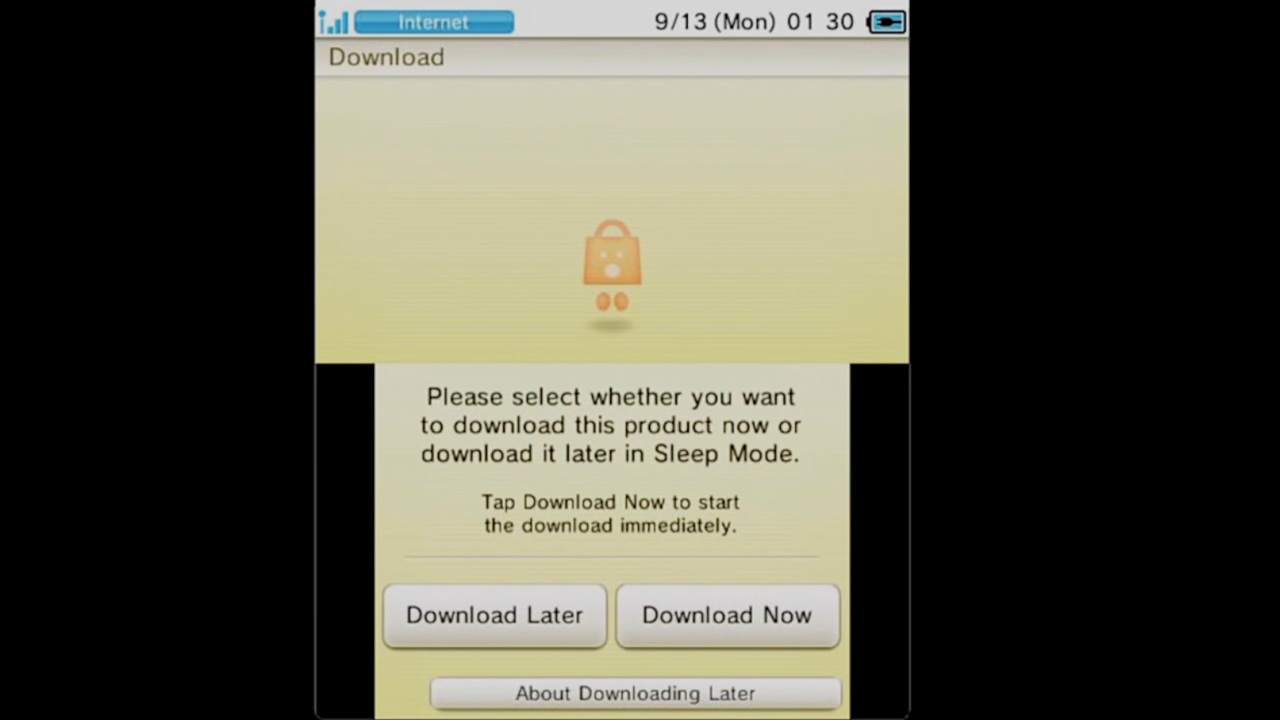 Internet
9/13 (Mon) 01 30
Download
Please select whether you want
to download this product now or
download it later in Sleep Mode.
Tap Download Now to start
the download immediately.
Download Later
Download Now
About Downloading Later